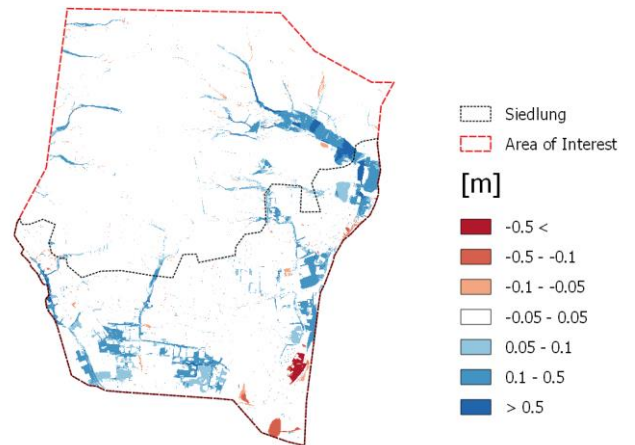 Siedlung
Area of Interest
[m]
-0.5 <
-0.5 - -0.1
-0.1 - -0.05
-0.05 - 0.05
0.05 - 0.1
0.1 - 0.5
> 0.5